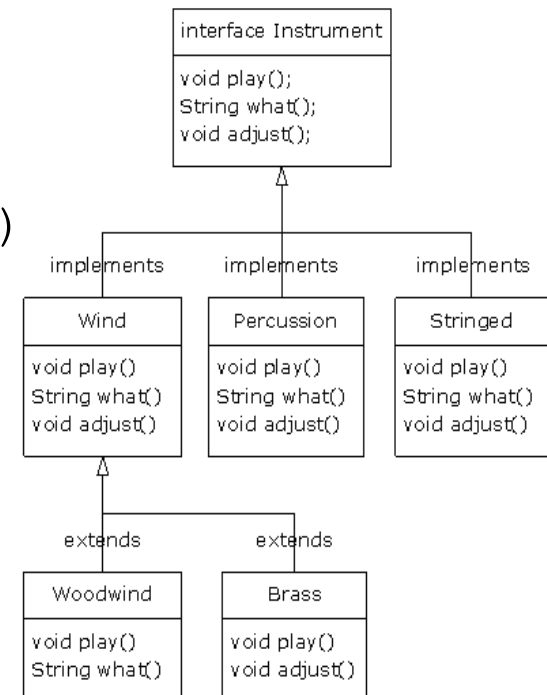 interface Instrument
void play();
String what();
void adjust();
)
implements
implements
implements
Wind
void play()
String what()
void adjust()
Percussion
void play()
String what()
void adjust()
Stringed
void play()
String what()
void adjust()
extends
extends
Woodwind
void play()
String what()
Brass
void play()
void adjust()